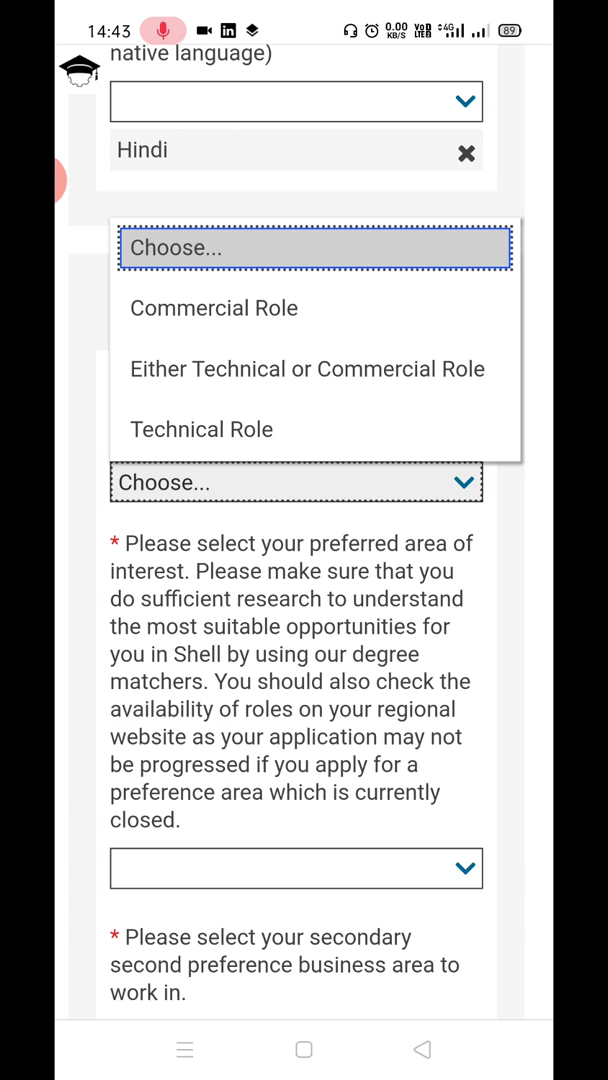 14:43
0.00
KB/S
VoD
LTE
4G
89
native language)
Hindi
Choose...
Commercial Role
Either Technical or Commercial Role
Technical Role
Choose...
* Please select your preferred area of
interest. Please make sure that you
do sufficient research to understand
the most suitable opportunities for
you in Shell by using our degree
matchers. You should also check the
availability of roles on your regional
website as your application may not
be progressed if you apply for a
preference area which is currently
closed.
* Please select your secondary
second preference business area to
work in.